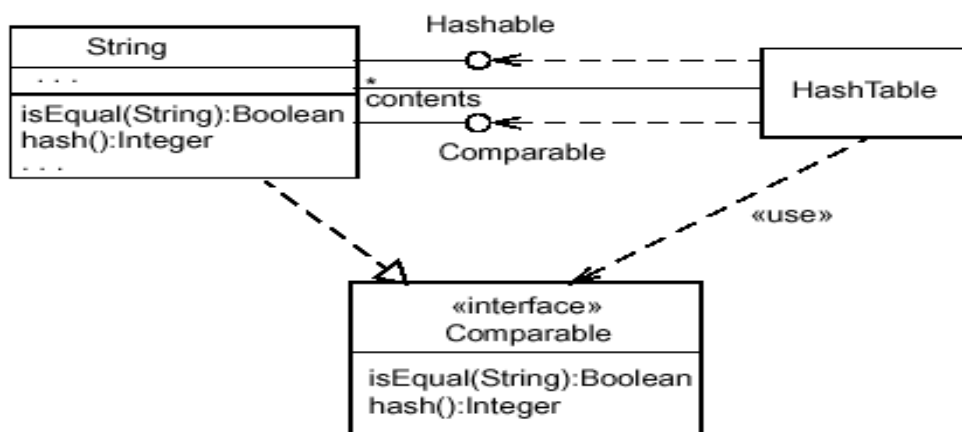 Hashable
String
. . .
*
contents
HashTable
isEqual(String):Boolean
hash():Integer
. . .
Comparable
«use»
«interface»
Comparable
isEqual(String):Boolean
hash():Integer